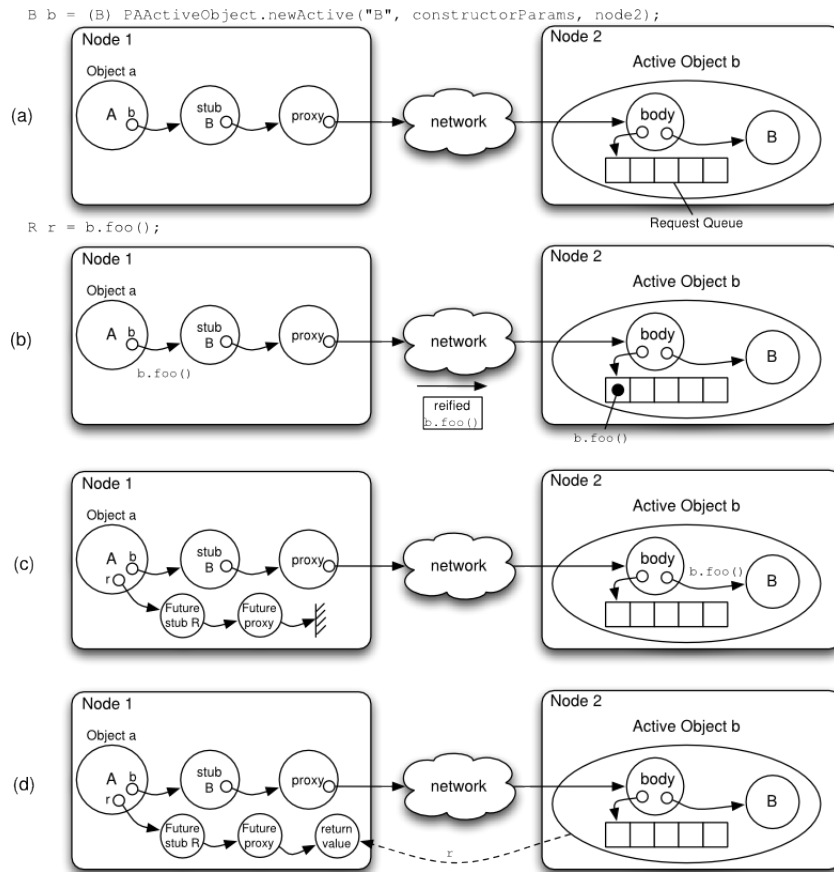 B b = (B) PAActiveObject.newActive("B", constructorParams, node2);
(a)
Node 1
Object a
A
b
stub
B
proxy
network
Node 2
Active Object b
body
B
Request Queue
R r = b.foo();
(b)
Node 1
Object a
A
b
b.foo()
stub
B
proxy
network
reified
b.foo()
Node 2
Active Object b
body
B
b.foo()
(c)
Node 1
Object a
A
b
r
stub
B
proxy
Future
stub R
Future
proxy
network
Node 2
Active Object b
body
b.foo()
B
(d)
Node 1
Object a
A
b
r
stub
B
proxy
Future
stub R
Future
proxy
return
value
network
r
Node 2
Active Object b
body
B